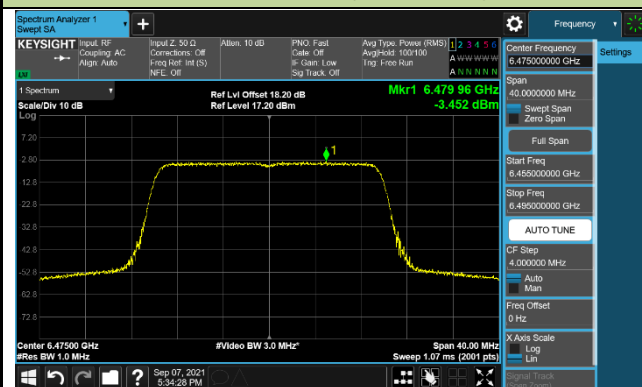 Spectrum Analyzer 1
Swept SA
Frequency
KEYSIGHT
Input: RF
Coupling: AC
Align: Auto
Input Z: 50 Ω
Corrections: Off
Freq Ref: Int (S)
NFE: Off
Atten: 10 dB
PNO: Fast
Gate: Off
IF Gain: Low
Sig Track: Off
Avg Type: Power (RMS)
Avg|Hold: 100/100
Trig: Free Run
1 2 3 4 5 6
A W W W W W
A N N N N N
LXI
1 Spectrum
Scale/Div 10 dB
Log
Ref Lvl Offset 18.20 dB
Ref Level 17.20 dBm
Mkr1 6.479 96 GHz
-3.452 dBm
1
7.20
2.80
12.8
22.8
32.8
42.8
52.8
62.8
72.8
Center 6.47500 GHz
#Res BW 1.0 MHz
#Video BW 3.0 MHz*
Span 40.00 MHz
Sweep 1.07 ms (2001 pts)
Center Frequency
6.475000000 GHz
Settings
Span
40.0000000 MHz
Swept Span
Zero Span
Full Span
Start Freq
6.455000000 GHz
Stop Freq
6.495000000 GHz
AUTO TUNE
CF Step
4.000000 MHz
Auto
Man
Freq Offset
0 Hz
X Axis Scale
Log
Lin
Signal Track
(Span Zoom)
?
Sep 07, 2021
5:34:28 PM